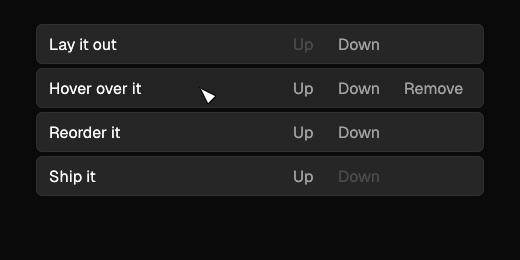 Lay it out Up Down
Hover over it Up Down Remove
Reorder it Up Down
Ship it Up Down